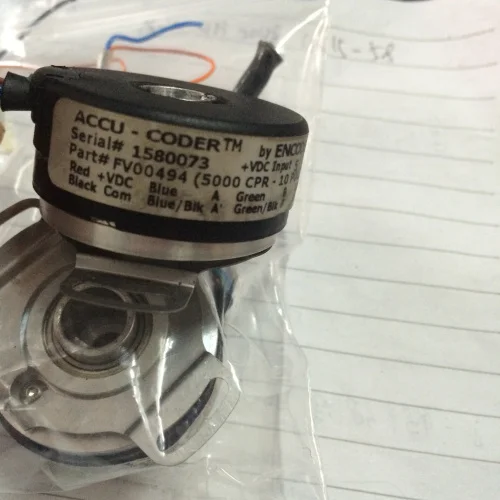 ACCU - CODER™ by ENCO
Serial# 1580073 +VDC Input 5
Part# FV00494 (5000 CPR - 10 P
Red +VDC Blue A Green B
Black Com Blue/Blk A' Green/Blk